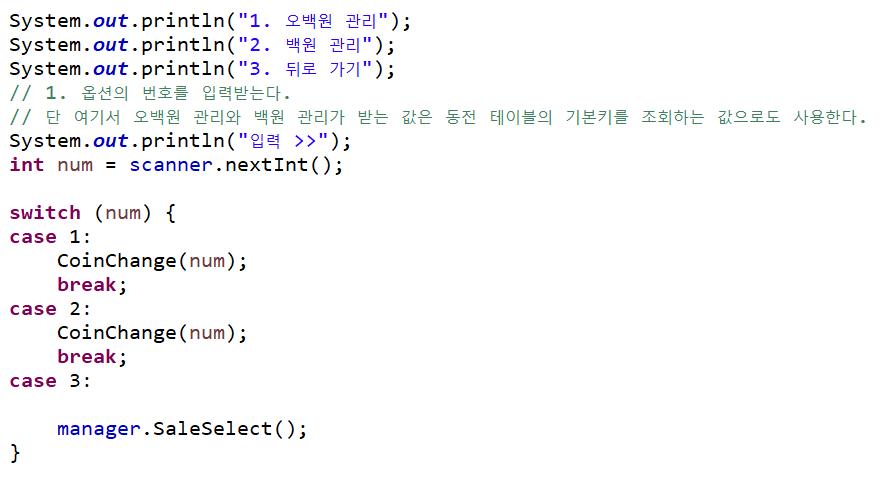 System.out.println("1. 오백원 관리");
System.out.println("2. 백원 관리");
System.out.println("3. 뒤로 가기");
// 1. 옵션의 번호를 입력받는다.
// 단 여기서 오백원 관리와 백원 관리가 받는 값은 동전 테이블의 기본키를 조회하는 값으로도 사용한다.
System.out.println("입력 >>");
int num = scanner.nextInt();
switch (num) {
case 1:
CoinChange(num);
break;
case 2:
CoinChange(num);
break;
case 3:
manager.SaleSelect();
}